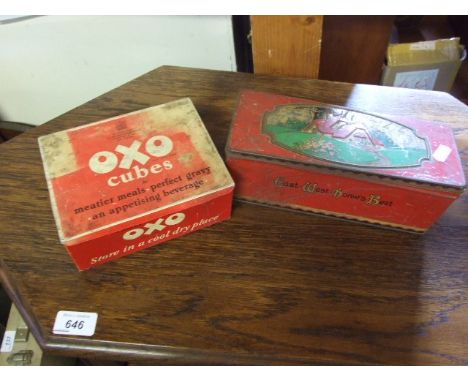 OXO
cubes
meatier meals · perfect gravy
· an appetising beverage ·
OXO
Store in a cool dry place
East West Home's Best
646